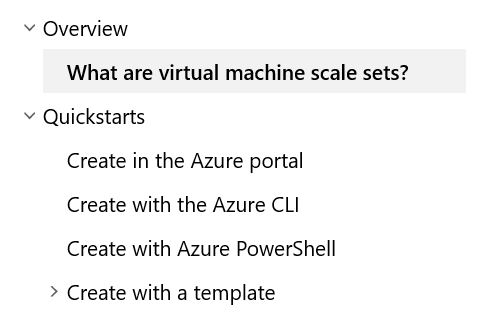 Overview
What are virtual machine scale sets?
Quickstarts
Create in the Azure portal
Create with the Azure CLI
Create with Azure PowerShell
Create with a template